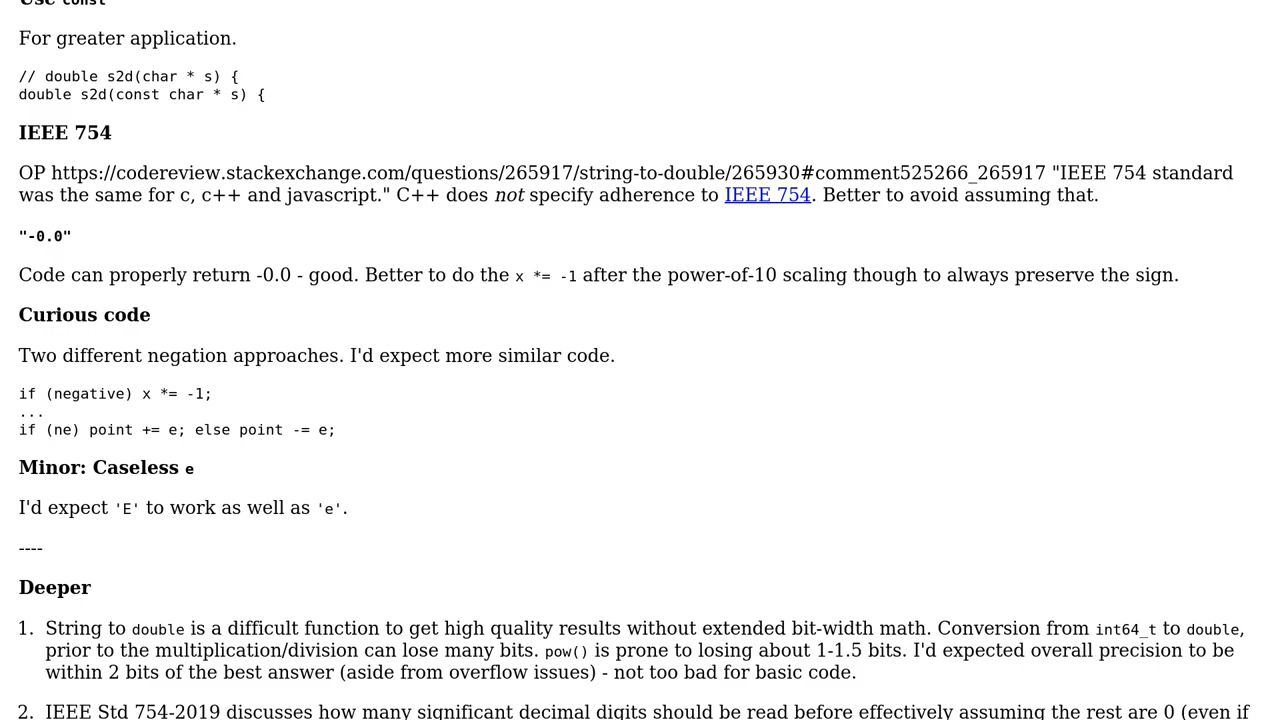 Use const
For greater application.
// double s2d(char * s) {
double s2d(const char * s) {
IEEE 754
OP https://codereview.stackexchange.com/questions/265917/string-to-double/265930#comment525266_265917 "IEEE 754 standard
was the same for c, c++ and javascript." C++ does not specify adherence to IEEE 754. Better to avoid assuming that.
"-0.0"
Code can properly return -0.0 - good. Better to do the x *= -1 after the power-of-10 scaling though to always preserve the sign.
Curious code
Two different negation approaches. I'd expect more similar code.
if (negative) x *= -1;
...
if (ne) point += e; else point -= e;
Minor: Caseless e
I'd expect 'E' to work as well as 'e'.
----
Deeper
1. String to double is a difficult function to get high quality results without extended bit-width math. Conversion from int64_t to double,
prior to the multiplication/division can lose many bits. pow() is prone to losing about 1-1.5 bits. I'd expected overall precision to be
within 2 bits of the best answer (aside from overflow issues) - not too bad for basic code.
2. IEEE Std 754-2019 discusses how many significant decimal digits should be read before effectively assuming the rest are 0 (even if